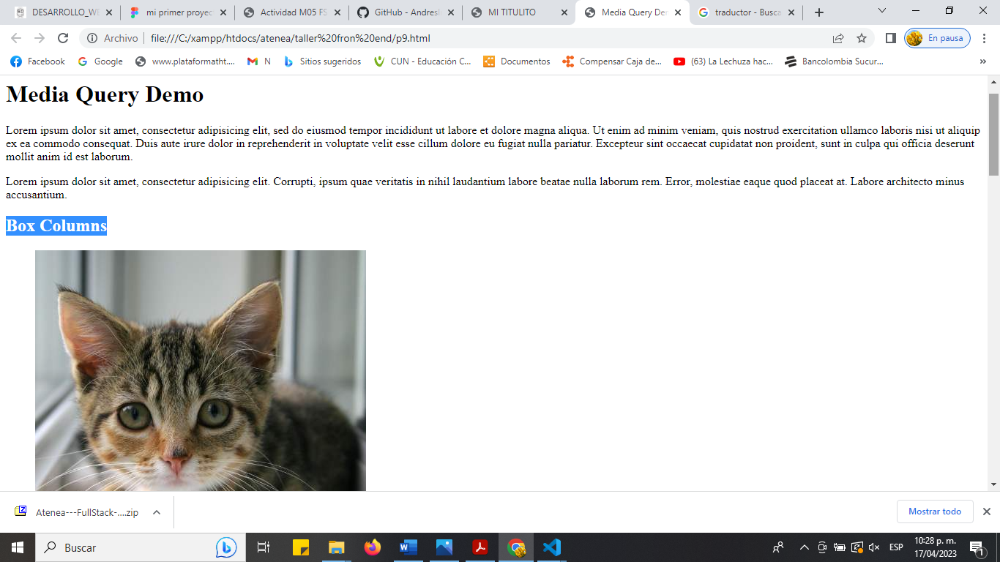 DESARROLLO_WE
mi primer proyec
Actividad M05 FS
GitHub - Andresl
MI TITULITO
Media Query Der
traductor - Busca
Archivo
file:///C:/xampp/htdocs/atenea/taller%20fron%20end/p9.html
En pausa
Facebook
Google
www.plataformatht....
N
Sitios sugeridos
CUN - Educación C...
Documentos
Compensar Caja de...
(63) La Lechuza hac...
Bancolombia Sucur...
»
Media Query Demo
Lorem ipsum dolor sit amet, consectetur adipisicing elit, sed do eiusmod tempor incididunt ut labore et dolore magna aliqua. Ut enim ad minim veniam, quis nostrud exercitation ullamco laboris nisi ut aliquip
ex ea commodo consequat. Duis aute irure dolor in reprehenderit in voluptate velit esse cillum dolore eu fugiat nulla pariatur. Excepteur sint occaecat cupidatat non proident, sunt in culpa qui officia deserunt
mollit anim id est laborum.
Lorem ipsum dolor sit amet, consectetur adipisicing elit. Corrupti, ipsum quae veritatis in nihil laudantium labore beatae nulla laborum rem. Error, molestiae eaque quod placeat at. Labore architecto minus
accusantium.
Box Columns
Atenea---FullStack-....zip
Mostrar todo
Buscar
ESP
10:28 p. m.
17/04/2023
1